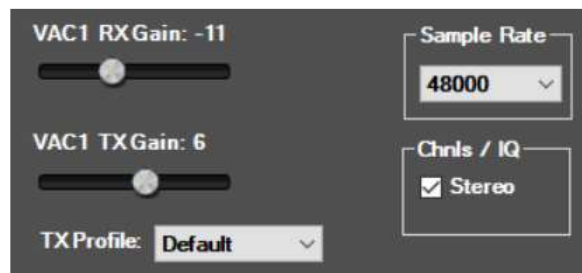 VAC1 RX Gain: -11
Sample Rate
48000
VAC1 TX Gain: 6
Chnls / IQ
Stereo
TX Profile: Default